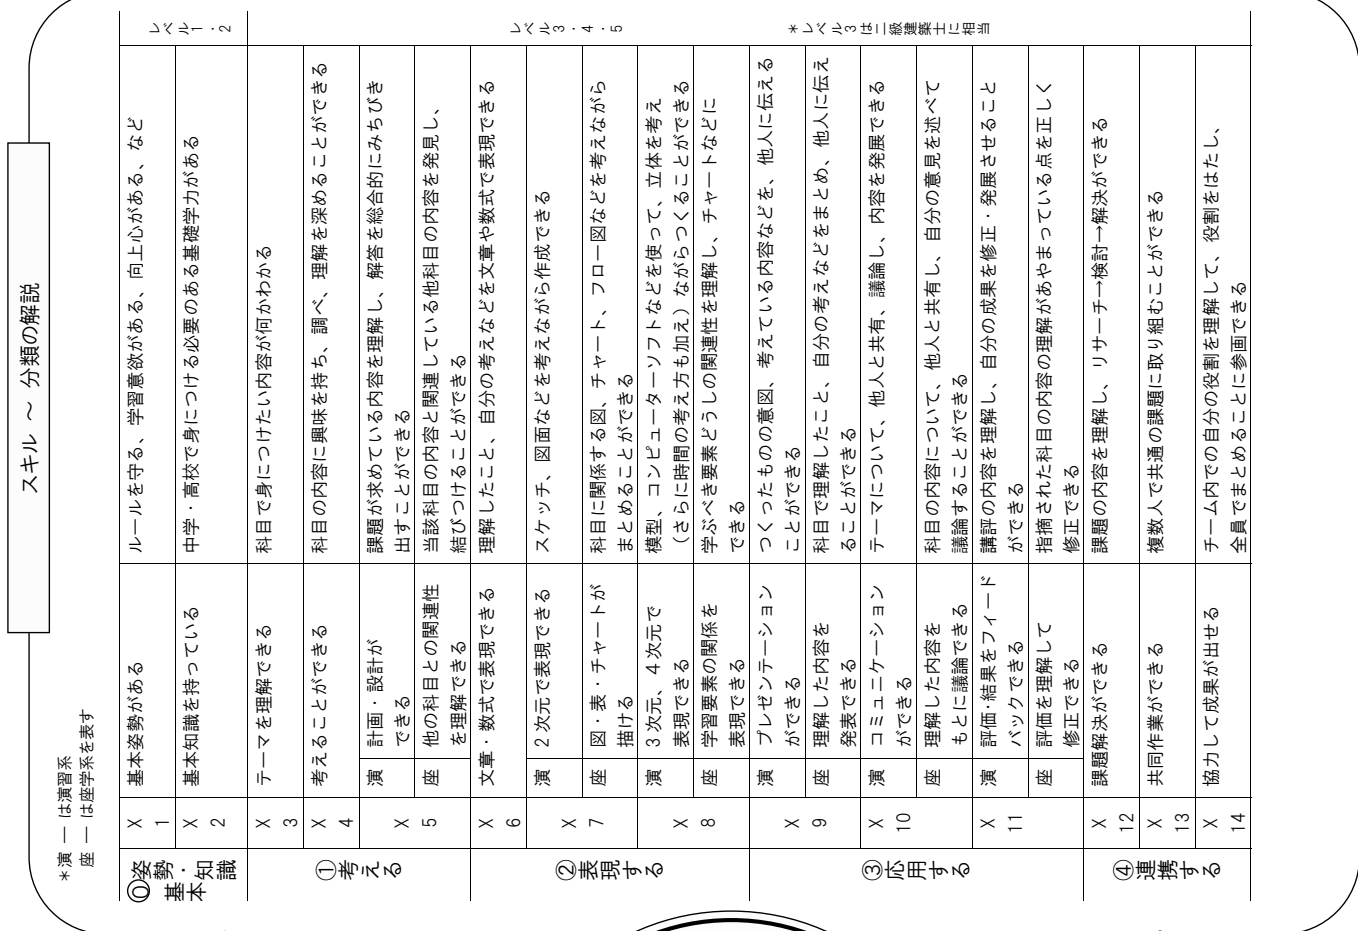 スキル ～ 分類の解説
*演 ― は演習系
座 ― は座学系を表す
⓪姿勢・知識
基本
X 1
基本姿勢がある
ルールを守る、学習意欲がある、向上心がある、など
レベル1・2
X 2
基本知識を持っている
中学・高校で身につける必要のある基礎学力がある
①考える
X 3
テーマを理解できる
科目で身につけたい内容が何かわかる
レベル3・4・5
*レベル3は二級建築士に相当
X 4
考えることができる
科目の内容に興味を持ち、調べ、理解を深めることができる
X 5
演
計画・設計が
できる
課題が求めている内容を理解し、解答を総合的にみちびき
出すことができる
座
他の科目との関連性
を理解できる
当該科目の内容と関連している他科目の内容を発見し、
結びつけることができる
②表現する
X 6
文章・数式で表現できる
理解したこと、自分の考えなどを文章や数式で表現できる
X 7
演
2次元で表現できる
スケッチ、図面などを考えながら作成できる
座
図・表・チャートが
描ける
科目に関係する図、チャート、フロー図などを考えながら
まとめることができる
X 8
演
3次元、4次元で
表現できる
模型、コンピューターソフトなどを使って、立体を考え
（さらに時間の考え方も加え）ながらつくることができる
座
学習要素の関係を
表現できる
学ぶべき要素どうしの関連性を理解し、チャートなどに
できる
③応用する
X 9
演
プレゼンテーション
ができる
つくったものの意図、考えている内容などを、他人に伝える
ことができる
座
理解した内容を
発表できる
科目で理解したこと、自分の考えなどをまとめ、他人に伝え
ることができる
X 10
演
コミュニケーション
ができる
テーマについて、他人と共有、議論し、内容を発展できる
座
理解した内容を
もとに議論できる
科目の内容について、他人と共有し、自分の意見を述べて
議論することができる
X 11
演
評価・結果をフィード
バックできる
講評の内容を理解し、自分の成果を修正・発展させること
ができる
座
評価を理解して
修正できる
指摘された科目の内容の理解があやまっている点を正しく
修正できる
④連携する
X 12
課題解決ができる
課題の内容を理解し、リサーチ→検討→解決ができる
X 13
共同作業ができる
複数人で共通の課題に取り組むことができる
X 14
協力して成果が出せる
チーム内での自分の役割を理解して、役割をはたし、
全員でまとめることに参画できる